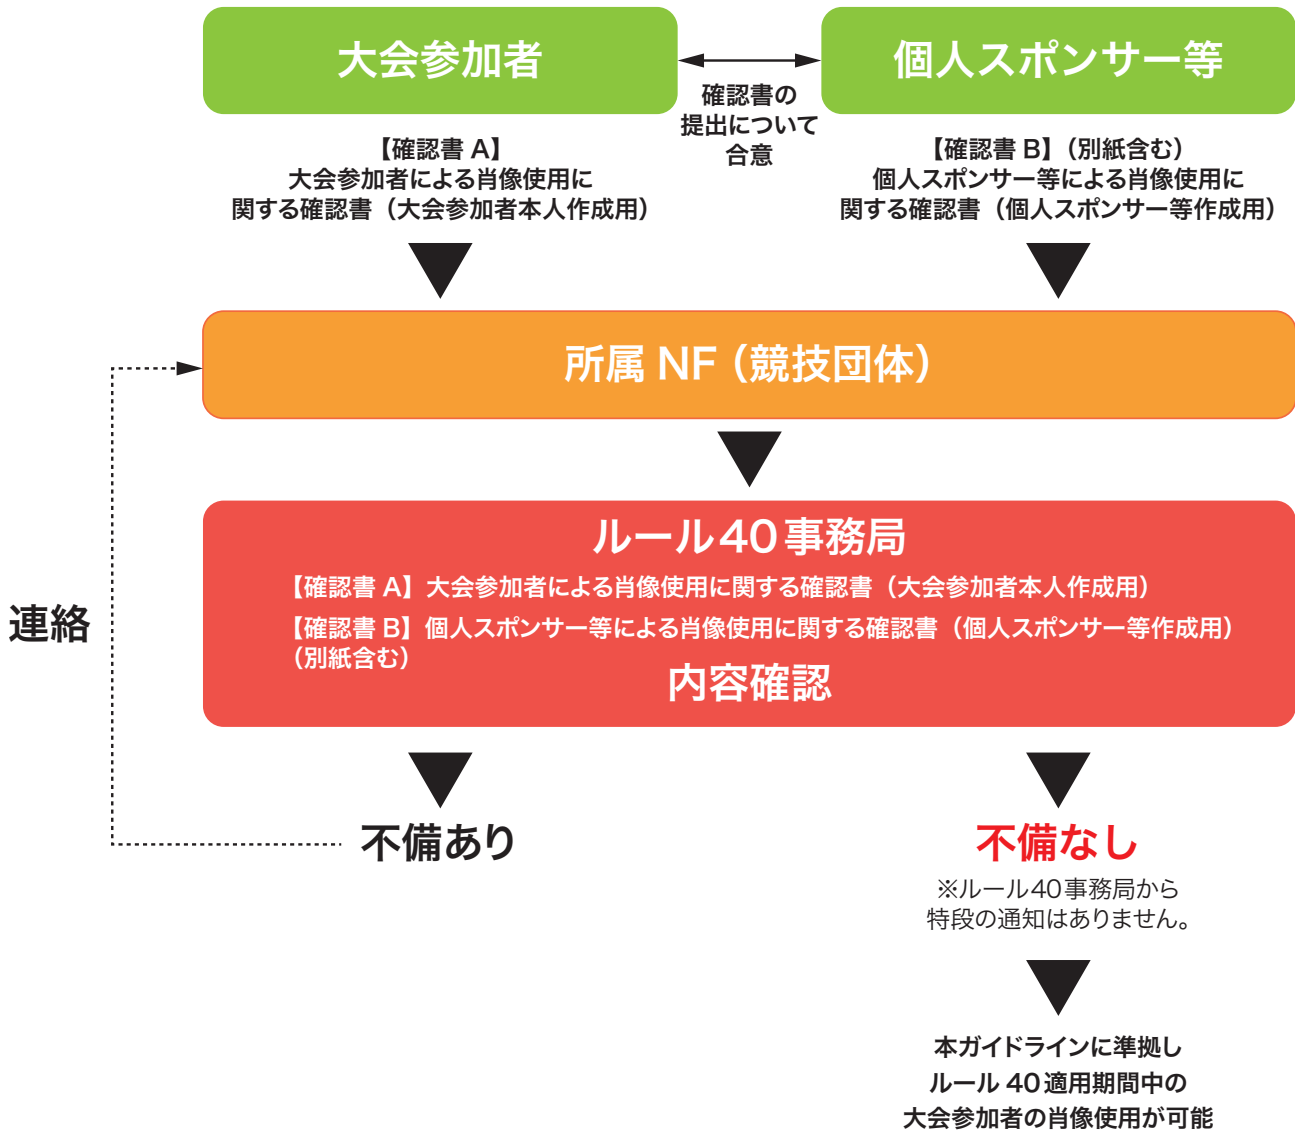 大会参加者
個人スポンサー等
確認書の
提出について
合意
【確認書 A】
大会参加者による肖像使用に
関する確認書（大会参加者本人作成用）
【確認書 B】（別紙含む）
個人スポンサー等による肖像使用に
関する確認書（個人スポンサー等作成用）
所属 NF（競技団体）
ルール40事務局
【確認書 A】大会参加者による肖像使用に関する確認書（大会参加者本人作成用）
【確認書 B】個人スポンサー等による肖像使用に関する確認書（個人スポンサー等作成用）
（別紙含む）
内容確認
連絡
不備あり
不備なし
※ルール40事務局から
特段の通知はありません。
本ガイドラインに準拠し
ルール 40適用期間中の
大会参加者の肖像使用が可能